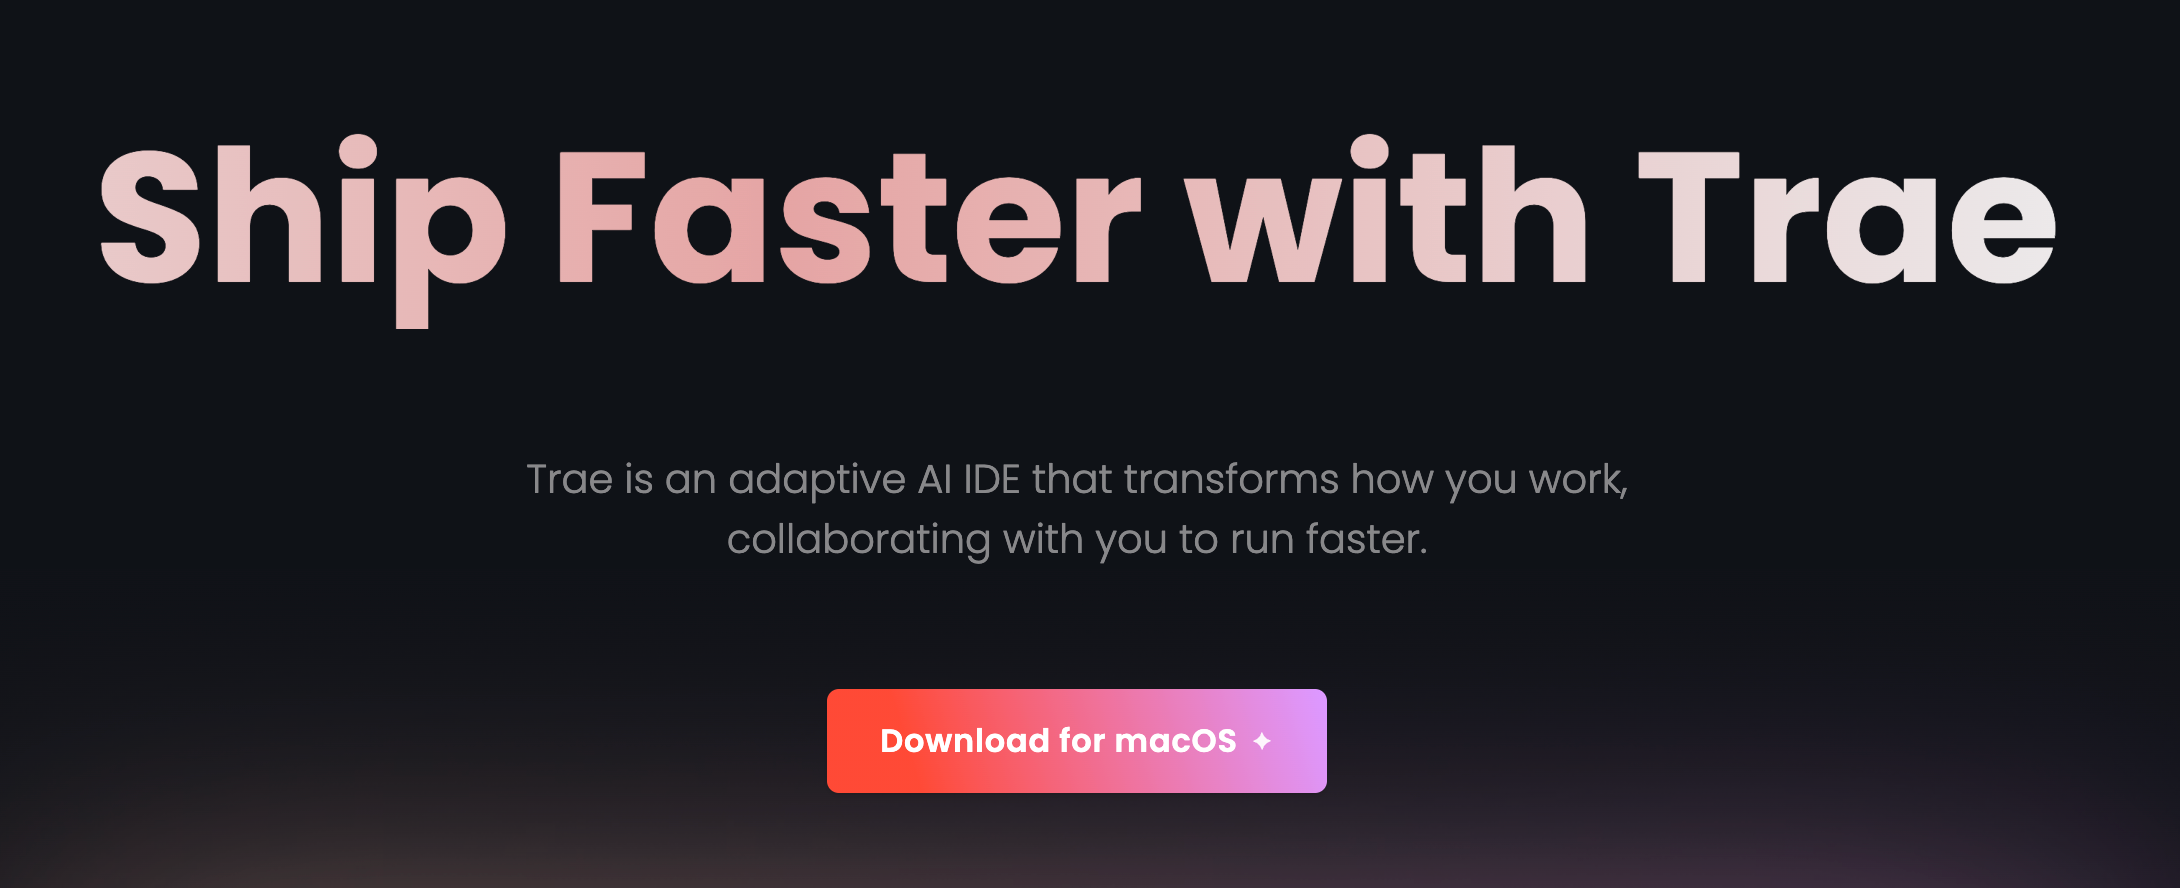 Ship Faster with Trae
Trae is an adaptive AI IDE that transforms how you work,
collaborating with you to run faster.
Download for macOS ✦